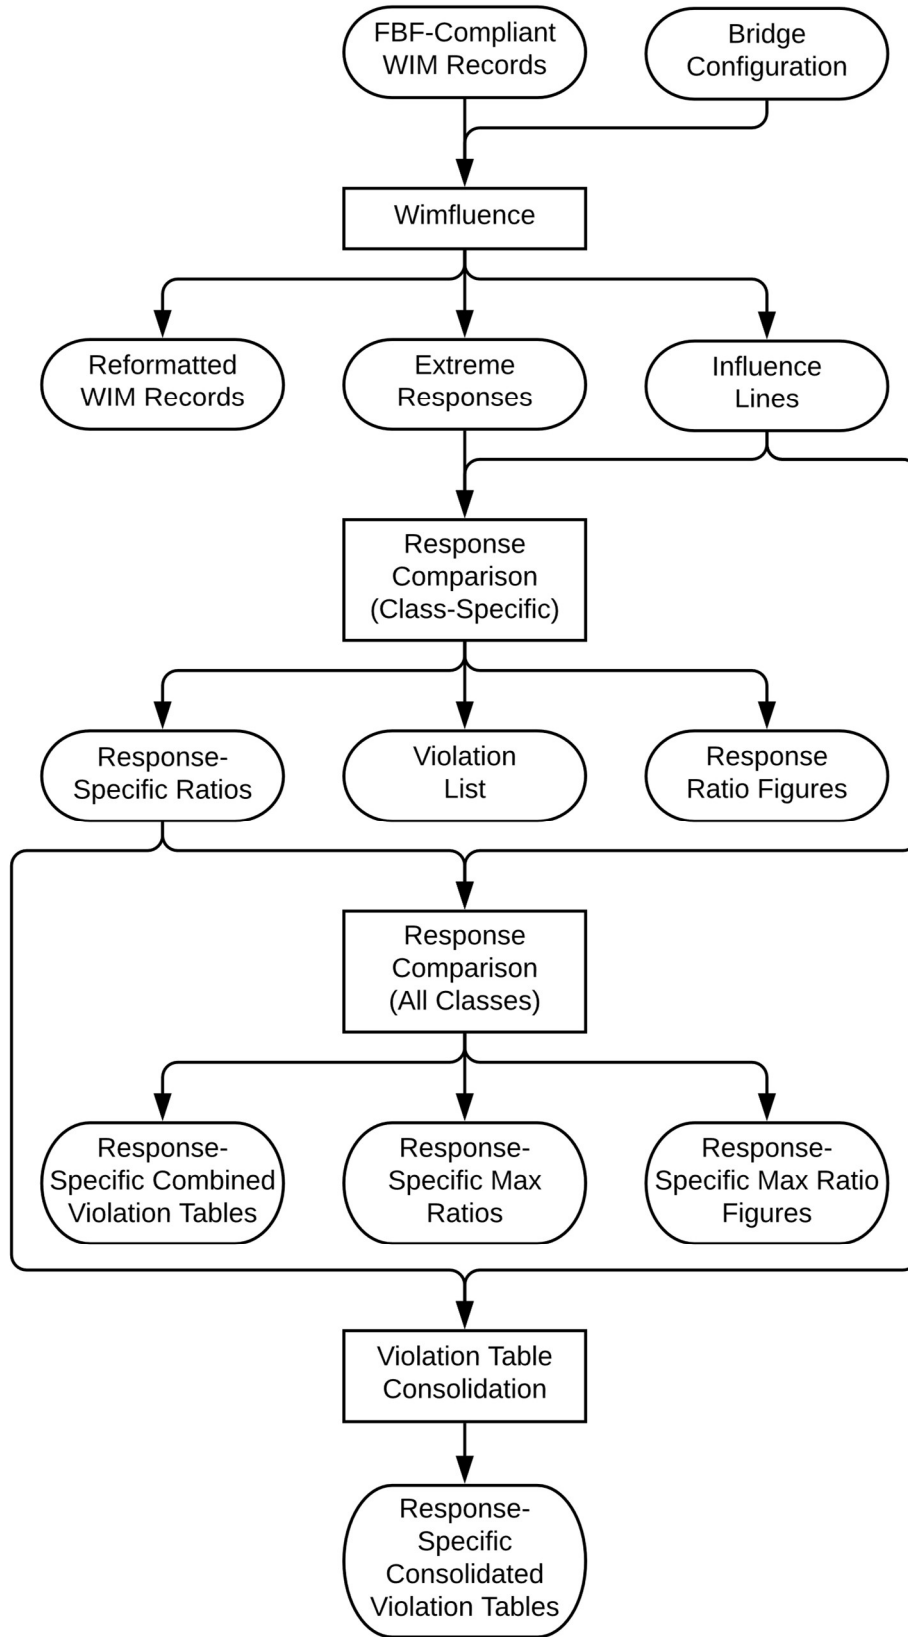 FBF-Compliant
WIM Records
Bridge
Configuration
Wimfluence
Reformatted
WIM Records
Extreme
Responses
Influence
Lines
Response
Comparison
(Class-Specific)
Response-
Specific Ratios
Violation
List
Response
Ratio Figures
Response
Comparison
(All Classes)
Response-
Specific Combined
Violation Tables
Response-
Specific Max
Ratios
Response-
Specific Max Ratio
Figures
Violation Table
Consolidation
Response-
Specific
Consolidated
Violation Tables